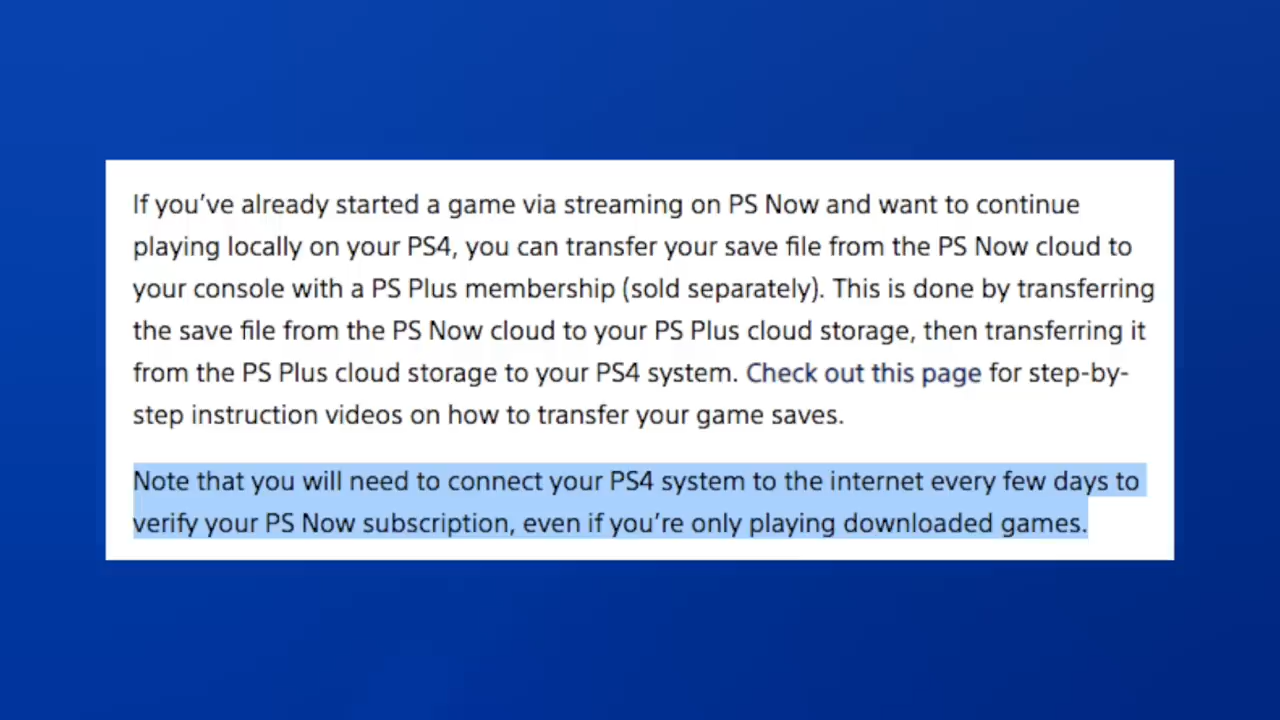 If you’ve already started a game via streaming on PS Now and want to continue
playing locally on your PS4, you can transfer your save file from the PS Now cloud to
your console with a PS Plus membership (sold separately). This is done by transferring
the save file from the PS Now cloud to your PS Plus cloud storage, then transferring it
from the PS Plus cloud storage to your PS4 system. Check out this page for step-by-
step instruction videos on how to transfer your game saves.
Note that you will need to connect your PS4 system to the internet every few days to
verify your PS Now subscription, even if you’re only playing downloaded games.